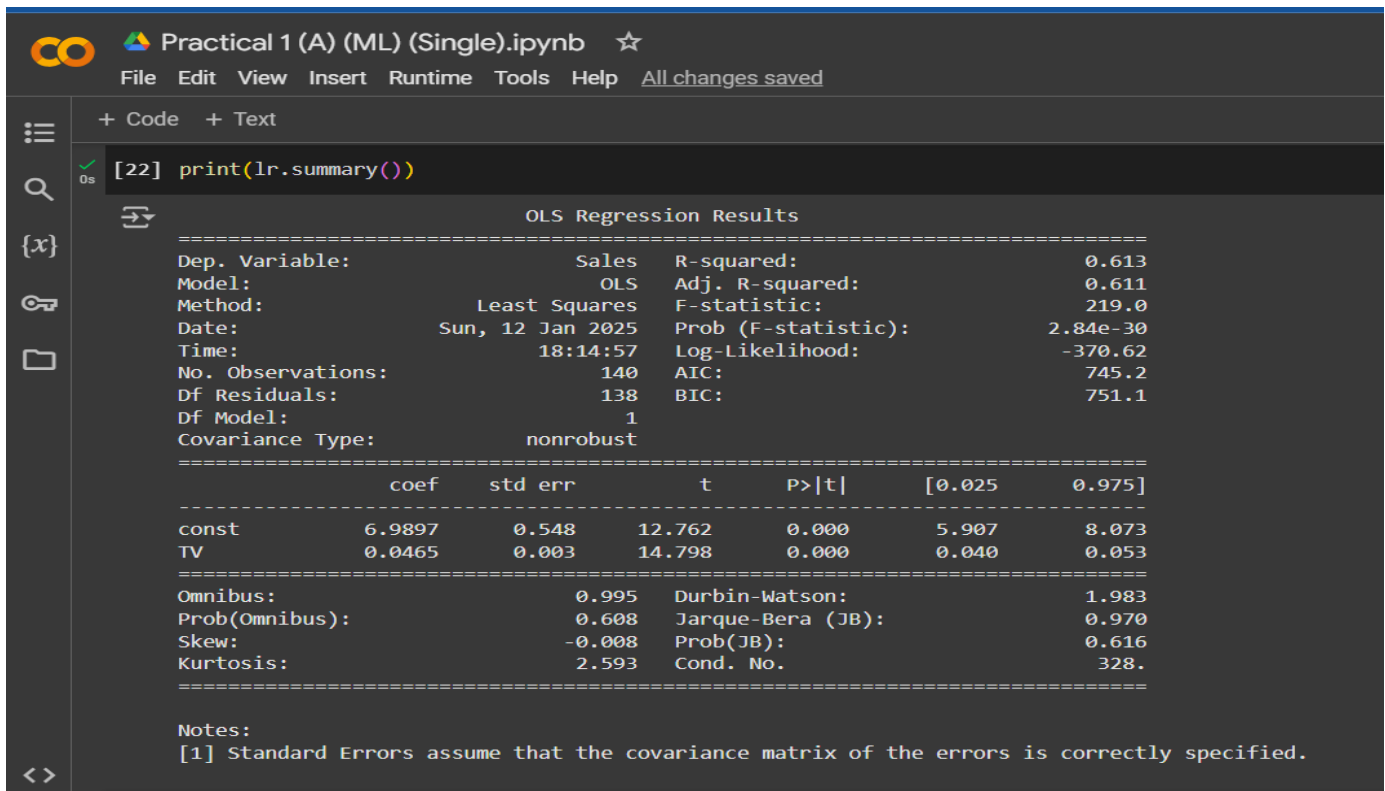 Practical 1 (A) (ML) (Single).ipynb
File Edit View Insert Runtime Tools Help All changes saved
+ Code + Text
[22] print(lr.summary())
0s
{x}
OLS Regression Results
==============================================================================
Dep. Variable: Sales R-squared: 0.613
Model: OLS Adj. R-squared: 0.611
Method: Least Squares F-statistic: 219.0
Date: Sun, 12 Jan 2025 Prob (F-statistic): 2.84e-30
Time: 18:14:57 Log-Likelihood: -370.62
No. Observations: 140 AIC: 745.2
Df Residuals: 138 BIC: 751.1
Df Model: 1
Covariance Type: nonrobust
==============================================================================
coef std err t P>|t| [0.025 0.975]
------------------------------------------------------------------------------
const 6.9897 0.548 12.762 0.000 5.907 8.073
TV 0.0465 0.003 14.798 0.000 0.040 0.053
==============================================================================
Omnibus: 0.995 Durbin-Watson: 1.983
Prob(Omnibus): 0.608 Jarque-Bera (JB): 0.970
Skew: -0.008 Prob(JB): 0.616
Kurtosis: 2.593 Cond. No. 328.
==============================================================================
Notes:
[1] Standard Errors assume that the covariance matrix of the errors is correctly specified.